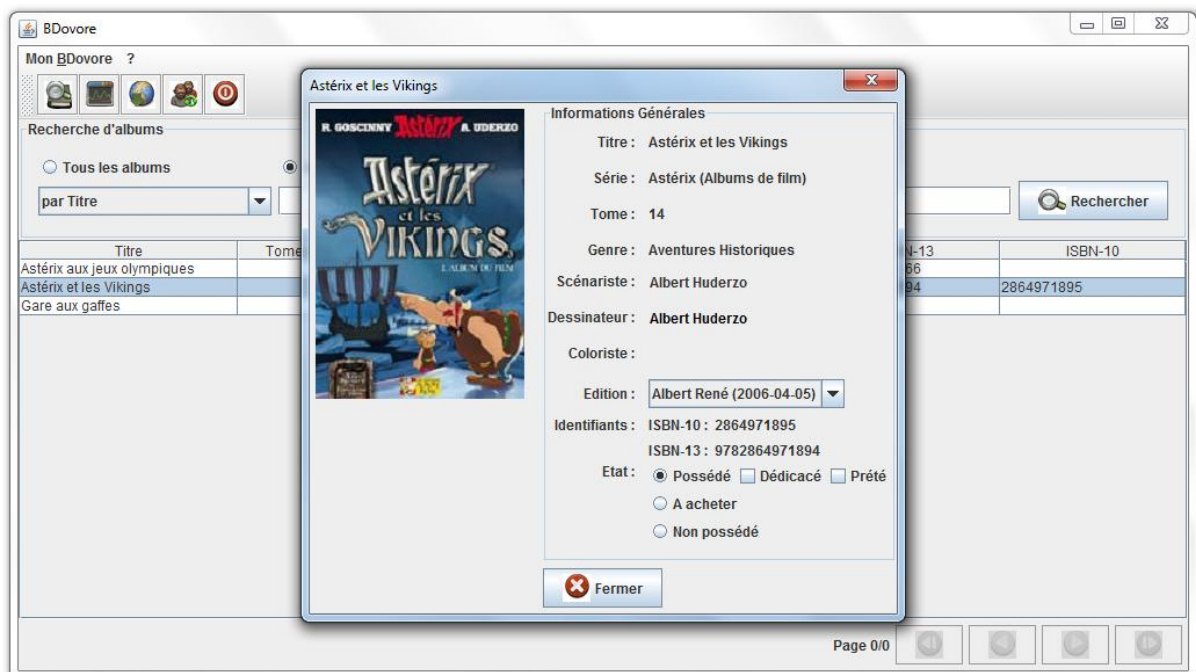 BDovore
Mon BDovore ?
Recherche d'albums
Tous les albums
par Titre
Rechercher
Titre Tome N-13 ISBN-10
Astérix aux jeux olympiques 66
Astérix et les Vikings 94 2864971895
Gare aux gaffes
Astérix et les Vikings
R. GOSCINNY Astérix A. UDERZO
Astérix
et les
VIKINGS
L'ALBUM DU FILM
Informations Générales
Titre : Astérix et les Vikings
Série : Astérix (Albums de film)
Tome : 14
Genre : Aventures Historiques
Scénariste : Albert Huderzo
Dessinateur : Albert Huderzo
Coloriste :
Edition : Albert René (2006-04-05)
Identifiants : ISBN-10 : 2864971895
ISBN-13 : 9782864971894
Etat : Possédé Dédicacé Prété
A acheter
Non possédé
Fermer
Page 0/0